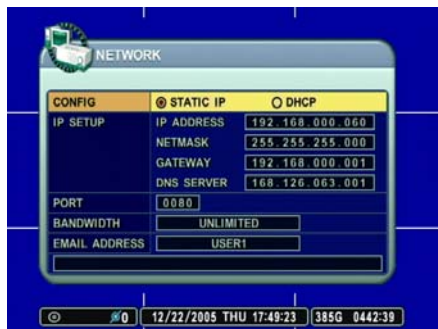 NETWORK
CONFIG STATIC IP DHCP
IP SETUP IP ADDRESS 192.168.000.060
NETMASK 255.255.255.000
GATEWAY 192.168.000.001
DNS SERVER 168.126.063.001
PORT 0080
BANDWIDTH UNLIMITED
EMAIL ADDRESS USER1
0 12/22/2005 THU 17:49:23 385G 0442:39